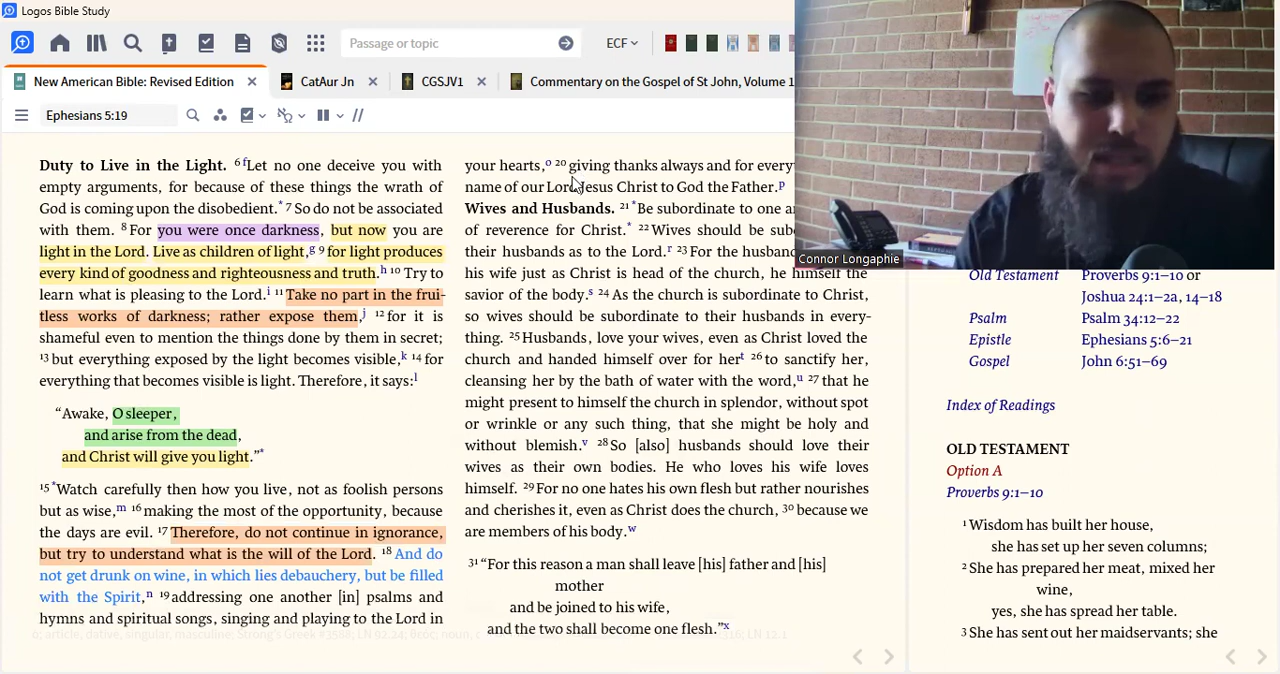 Logos Bible Study
Passage or topic
ECF
New American Bible: Revised Edition
CatAur Jn
CGSJV1
Commentary on the Gospel of St John, Volume 1
Ephesians 5:19
Duty to Live in the Light. 6 f Let no one deceive you with
empty arguments, for because of these things the wrath of
God is coming upon the disobedient.* 7 So do not be associated
with them. 8 For you were once darkness, but now you are
light in the Lord. Live as children of light, g 9 for light produces
every kind of goodness and righteousness and truth. h 10 Try to
learn what is pleasing to the Lord. i 11 Take no part in the frui-
tless works of darkness; rather expose them, j 12 for it is
shameful even to mention the things done by them in secret;
13 but everything exposed by the light becomes visible, k 14 for
everything that becomes visible is light. Therefore, it says: l
“Awake, O sleeper,
and arise from the dead,
and Christ will give you light.”*
15 *Watch carefully then how you live, not as foolish persons
but as wise, m 16 making the most of the opportunity, because
the days are evil. 17 Therefore, do not continue in ignorance,
but try to understand what is the will of the Lord. 18 And do
not get drunk on wine, in which lies debauchery, but be filled
with the Spirit, n 19 addressing one another [in] psalms and
hymns and spiritual songs, singing and playing to the Lord in
your hearts, o 20 giving thanks always and for every
name of our Lord Jesus Christ to God the Father. p
Wives and Husbands. 21 *Be subordinate to one
of reverence for Christ.* 22 Wives should be sub
their husbands as to the Lord. r 23 For the husban
his wife just as Christ is head of the church, he himself the
savior of the body. s 24 As the church is subordinate to Christ,
so wives should be subordinate to their husbands in every-
thing. 25 Husbands, love your wives, even as Christ loved the
church and handed himself over for her t 26 to sanctify her,
cleansing her by the bath of water with the word, u 27 that he
might present to himself the church in splendor, without spot
or wrinkle or any such thing, that she might be holy and
without blemish. v 28 So [also] husbands should love their
wives as their own bodies. He who loves his wife loves
himself. 29 For no one hates his own flesh but rather nourishes
and cherishes it, even as Christ does the church, 30 because we
are members of his body. w
31 “For this reason a man shall leave [his] father and [his]
mother
and be joined to his wife,
and the two shall become one flesh.” x
Connor Longaphie
Old Testament Proverbs 9:1–10 or
Joshua 24:1–2a, 14–18
Psalm Psalm 34:12–22
Epistle Ephesians 5:6–21
Gospel John 6:51–69
Index of Readings
OLD TESTAMENT
Option A
Proverbs 9:1–10
1 Wisdom has built her house,
she has set up her seven columns;
2 She has prepared her meat, mixed her
wine,
yes, she has spread her table.
3 She has sent out her maidservants; she